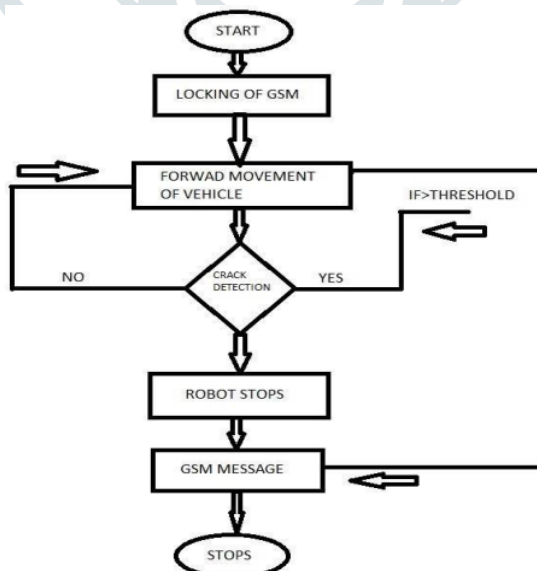 START
LOCKING OF GSM
FORWAD MOVEMENT
OF VEHICLE
IF>THRESHOLD
CRACK
DETECTION
NO
YES
ROBOT STOPS
GSM MESSAGE
STOPS